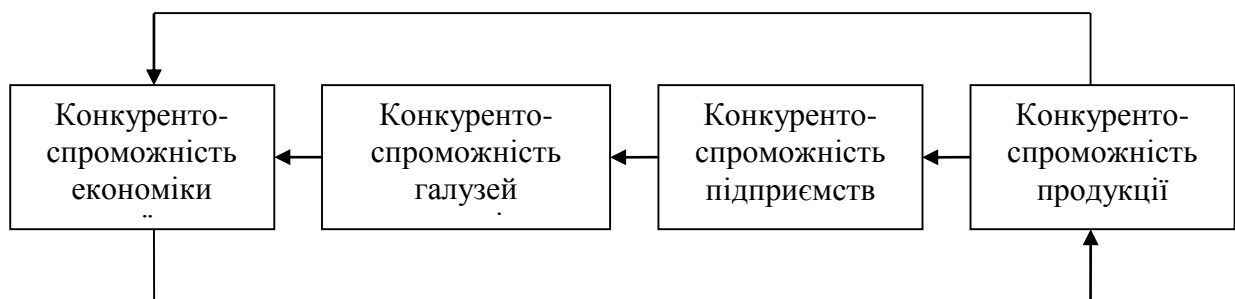 Конкуренто-
спроможність
економіки
Конкуренто-
спроможність
галузей
Конкуренто-
спроможність
підприємств
Конкуренто-
спроможність
продукції